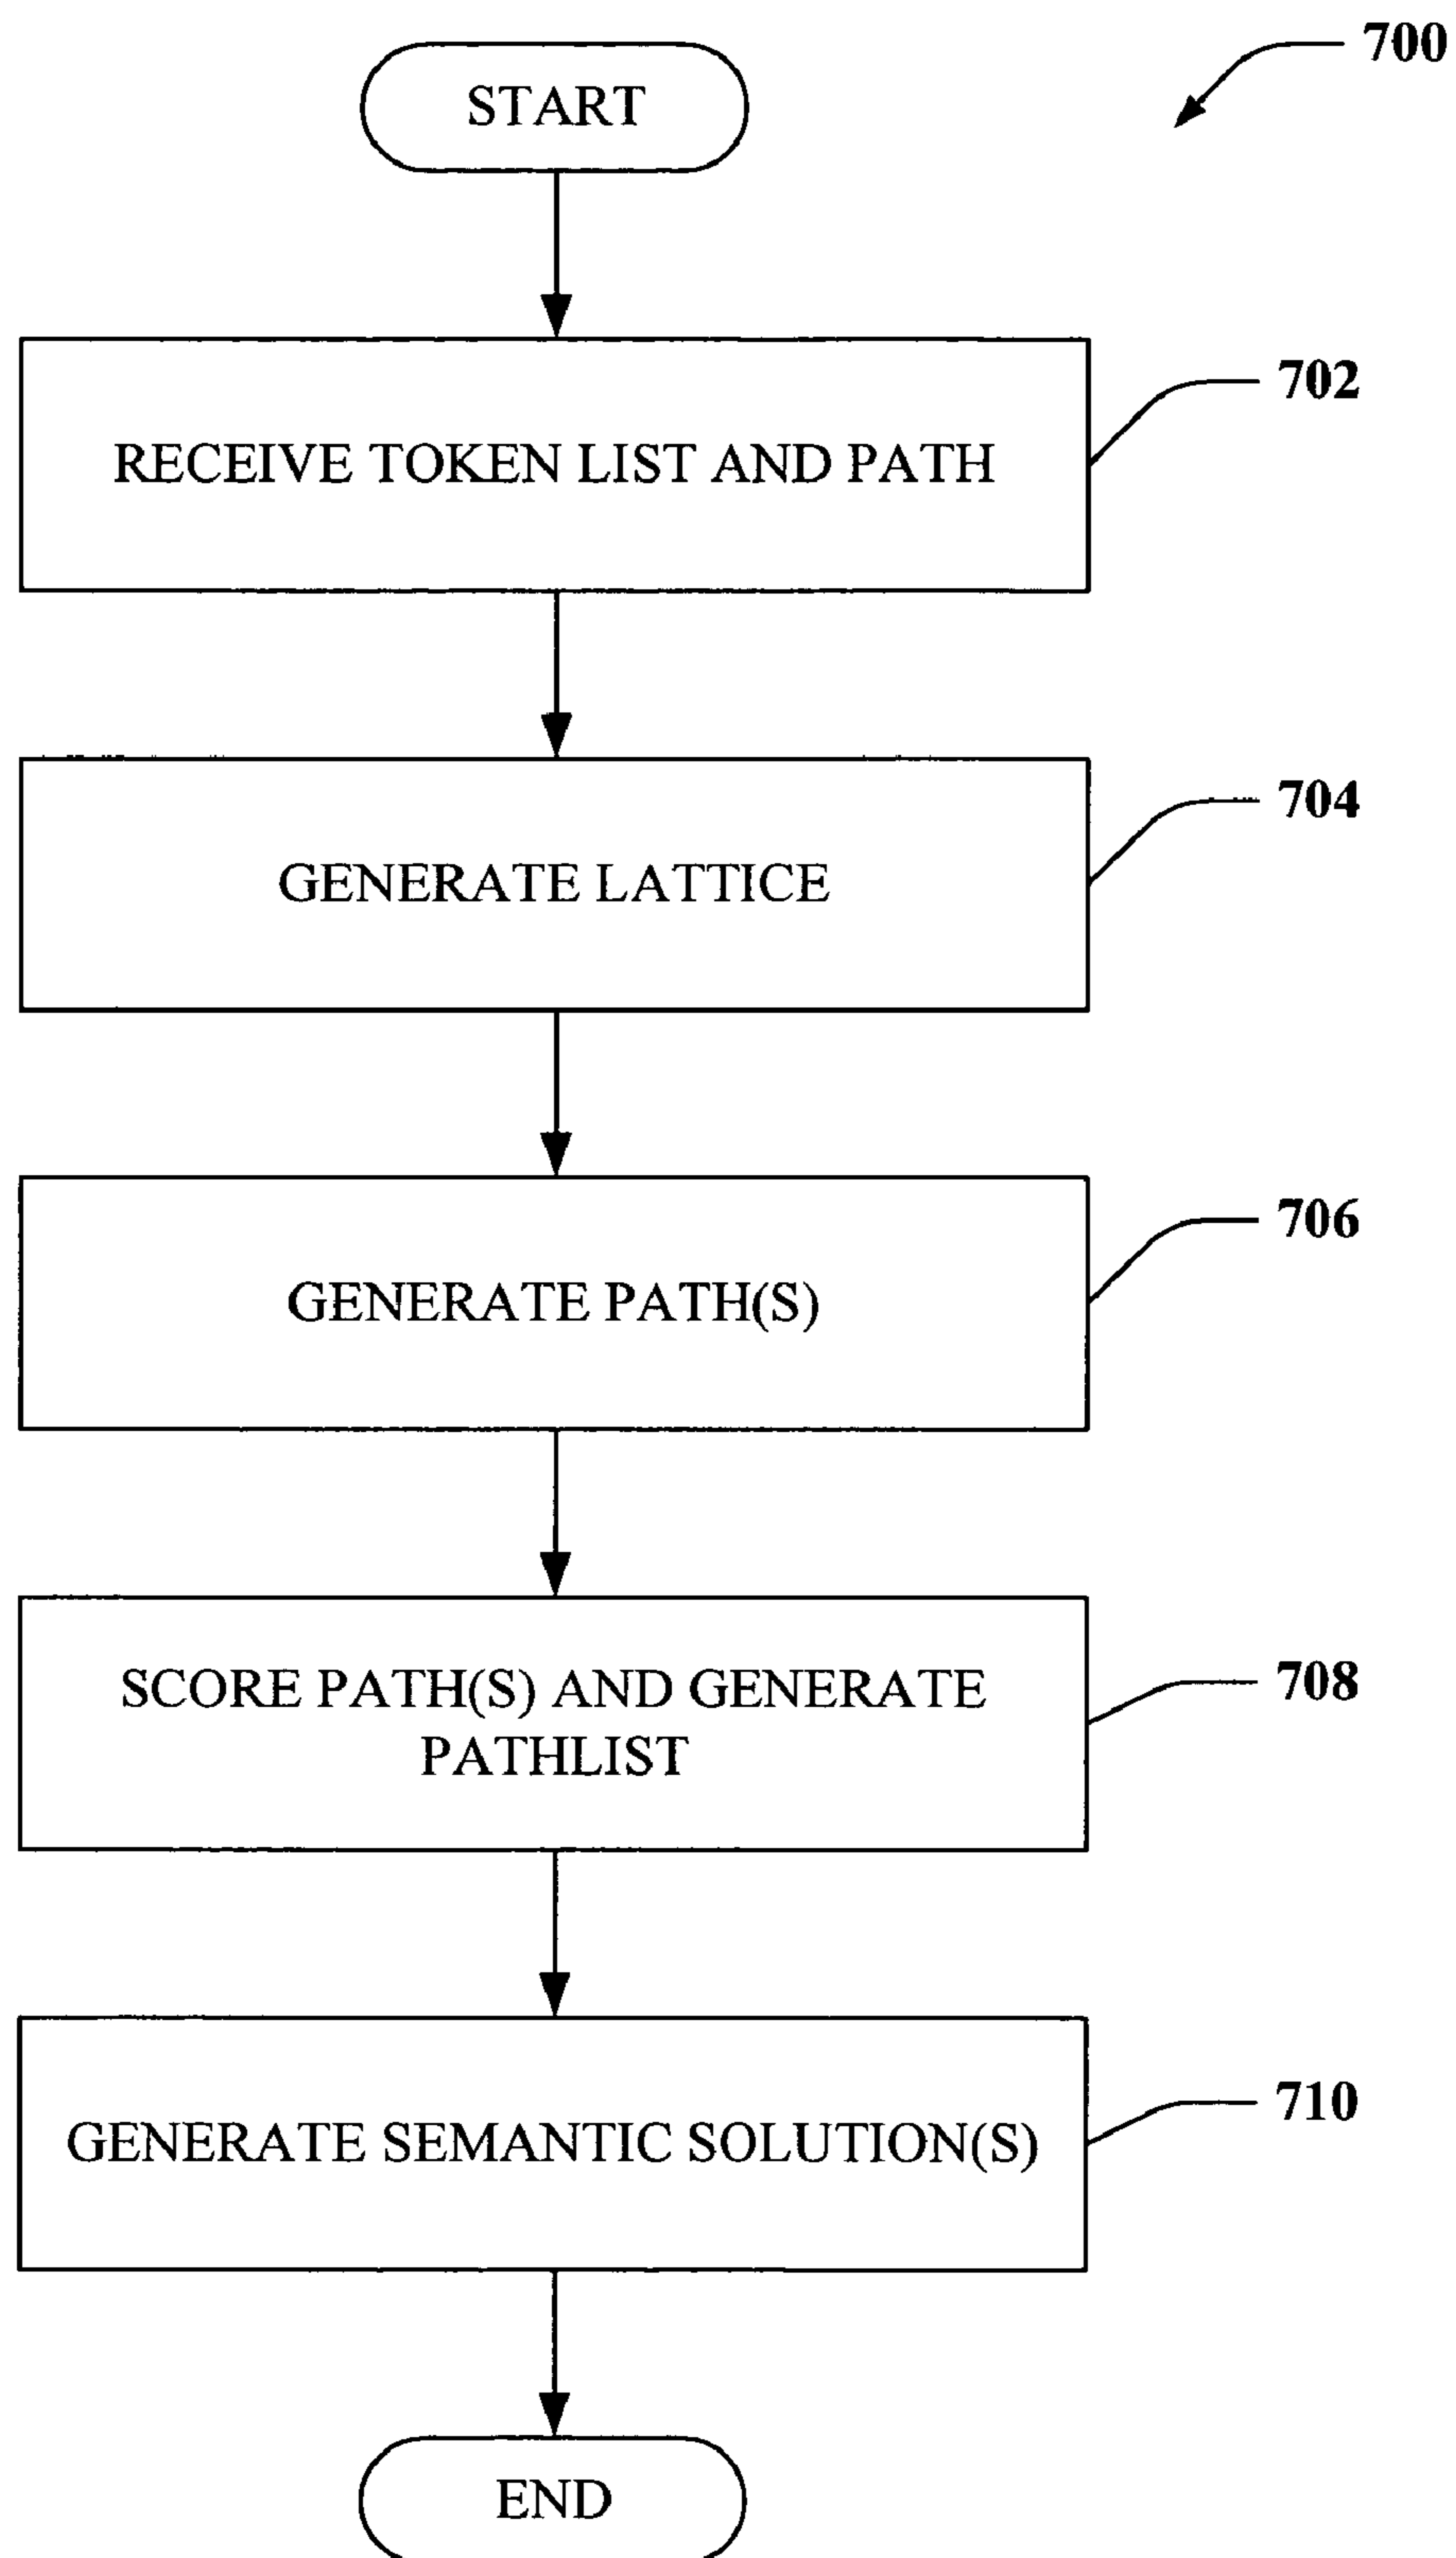 700
START
702
RECEIVE TOKEN LIST AND PATH
704
GENERATE LATTICE
706
GENERATE PATH(S)
708
SCORE PATH(S) AND GENERATE
PATHLIST
710
GENERATE SEMANTIC SOLUTION(S)
END